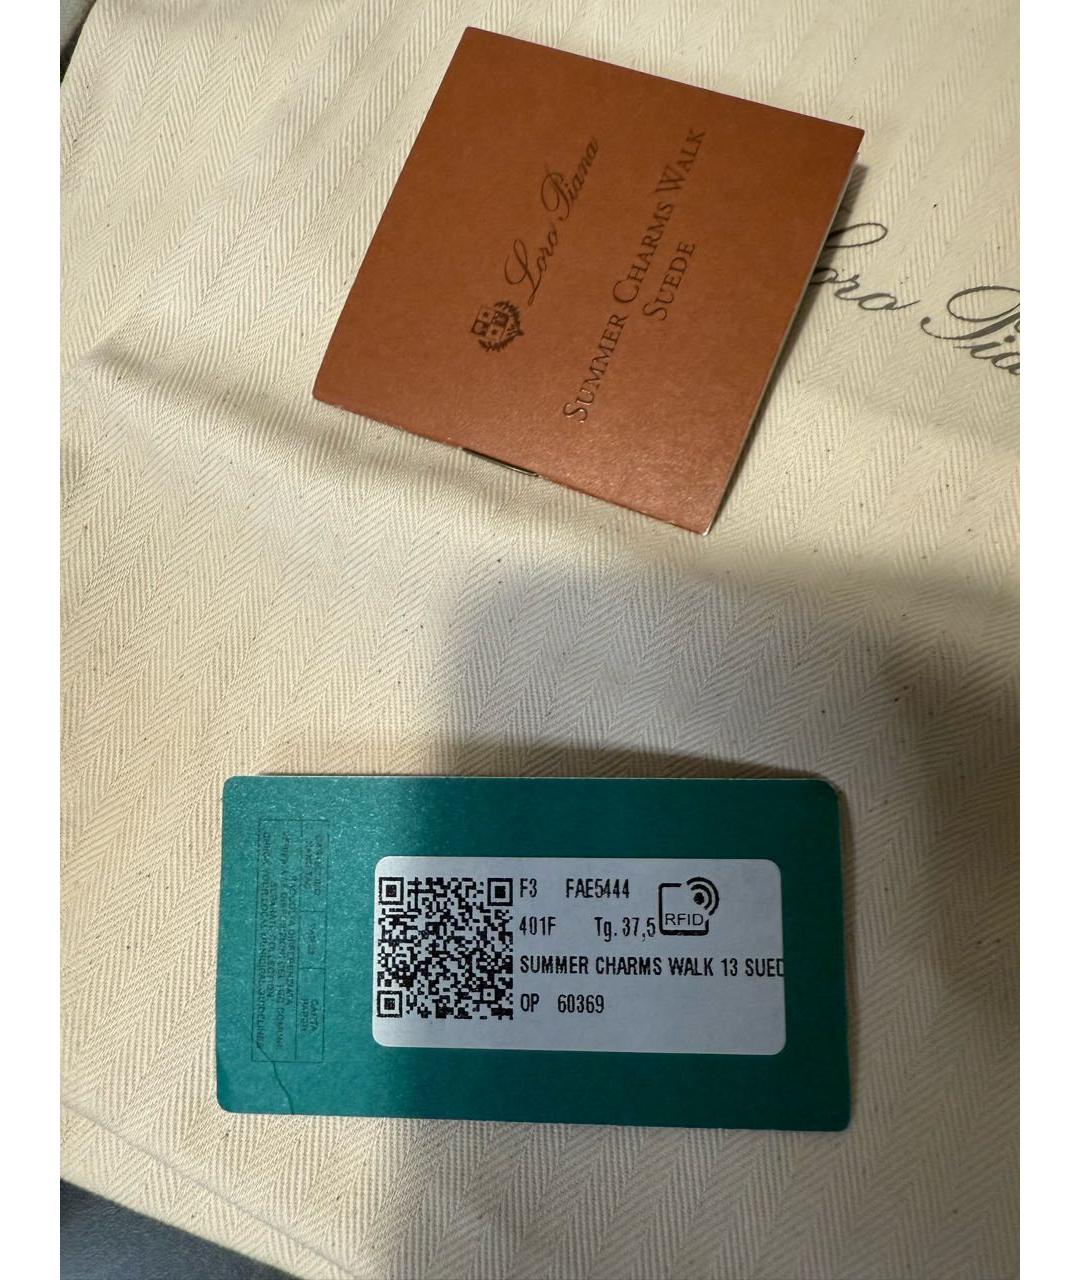 Loro Piana
SUMMER CHARMS WALK
SUEDE
Loro
F3 FAE5444
401F Tg. 37,5
RFID
SUMMER CHARMS WALK 13 SUED
OP 60369
CARTA